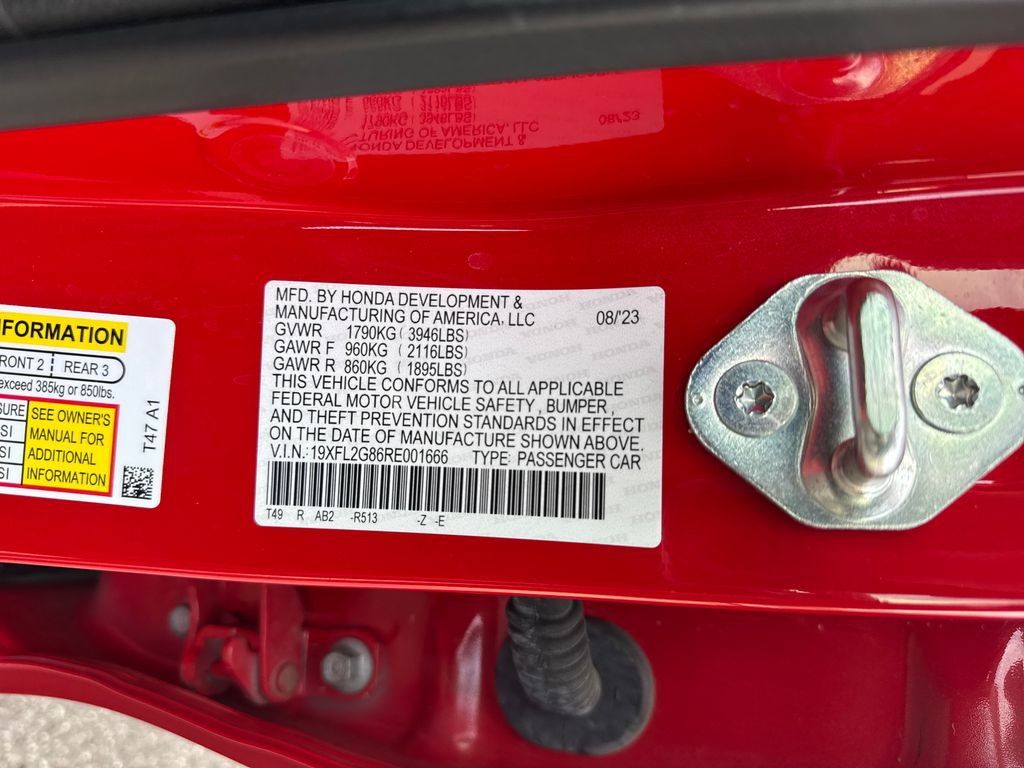 NFORMATION
FRONT 2 REAR 3
exceed 385kg or 850lbs.
SURE
SI
SI
SI
SEE OWNER'S
MANUAL FOR
ADDITIONAL
INFORMATION
T47 A1
MFD. BY HONDA DEVELOPMENT &
MANUFACTURING OF AMERICA, LLC 08/'23
GVWR 1790KG ( 3946LBS)
GAWR F 960KG ( 2116LBS)
GAWR R 860KG ( 1895LBS)
THIS VEHICLE CONFORMS TO ALL APPLICABLE
FEDERAL MOTOR VEHICLE SAFETY , BUMPER ,
AND THEFT PREVENTION STANDARDS IN EFFECT
ON THE DATE OF MANUFACTURE SHOWN ABOVE.
V.I.N.: 19XFL2G86RE001666 TYPE: PASSENGER CAR
T49 R AB2 -R513 -Z -E